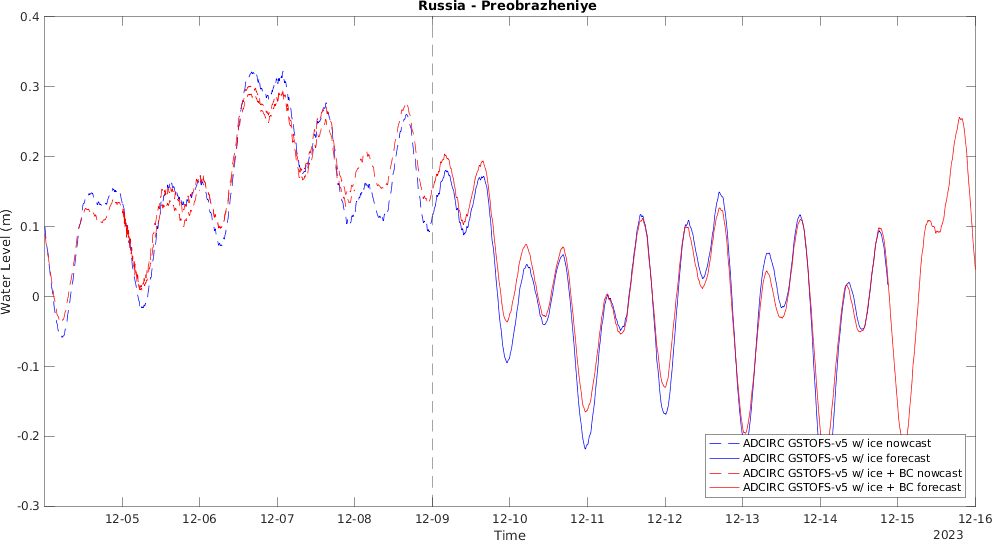 Russia - Preobrazheniye
0.4
0.3
0.2
0.1
0
-0.1
-0.2
-0.3
Water Level (m)
12-05 12-06 12-07 12-08 12-09 12-10 12-11 12-12 12-13 12-14 12-15 12-16
Time
2023
ADCIRC GSTOFS-v5 w/ ice nowcast
ADCIRC GSTOFS-v5 w/ ice forecast
ADCIRC GSTOFS-v5 w/ ice + BC nowcast
ADCIRC GSTOFS-v5 w/ ice + BC forecast